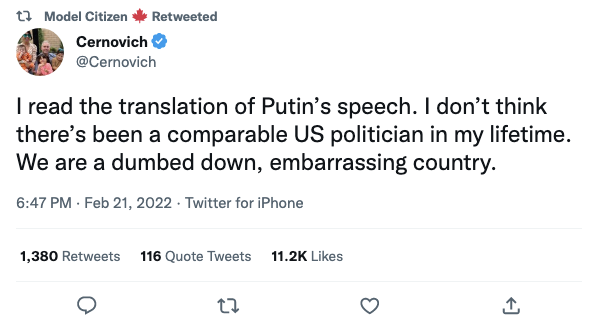 Model Citizen 🍁 Retweeted
Cernovich
@Cernovich
I read the translation of Putin’s speech. I don’t think
there’s been a comparable US politician in my lifetime.
We are a dumbed down, embarrassing country.
6:47 PM · Feb 21, 2022 · Twitter for iPhone
1,380 Retweets 116 Quote Tweets 11.2K Likes